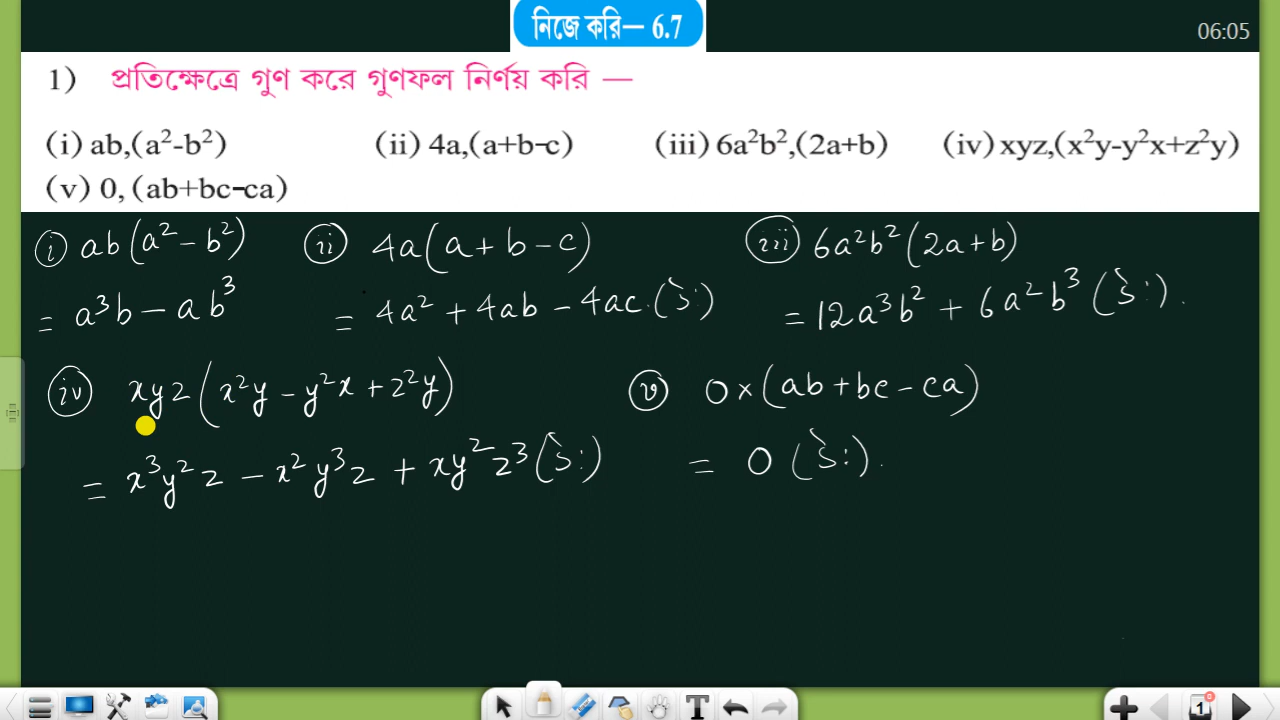 নিজে করি— 6.7
06:05
1) প্রতিক্ষেত্রে গুণ করে গুণফল নির্ণয় করি —
(i) ab,(a²-b²) (ii) 4a,(a+b-c) (iii) 6a²b²,(2a+b) (iv) xyz,(x²y-y²x+z²y)
(v) 0, (ab+bc-ca)
(i) ab(a² - b²) (ii) 4a(a + b - c) (iii) 6a²b²(2a+b)
= a³b - ab³ = 4a² + 4ab - 4ac. (উঃ) = 12a³b² + 6a²b³ (উঃ).
(iv) xyz(x²y - y²x + z²y) (v) 0 × (ab + bc - ca)
= x³y²z - x²y³z + xy²z³ (উঃ) = 0 (উঃ).
T 1 6